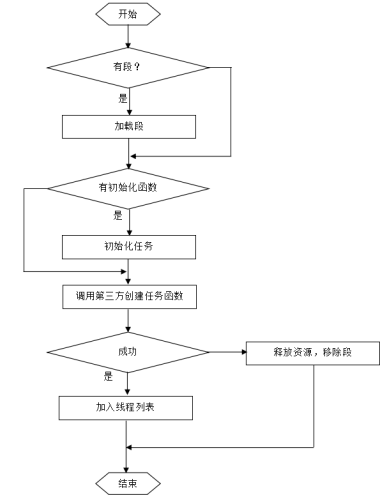 开始
有段？
是
加载段
有初始化函数
是
初始化任务
调用第三方创建任务函数
成功
释放资源，移除段
是
加入线程列表
结束